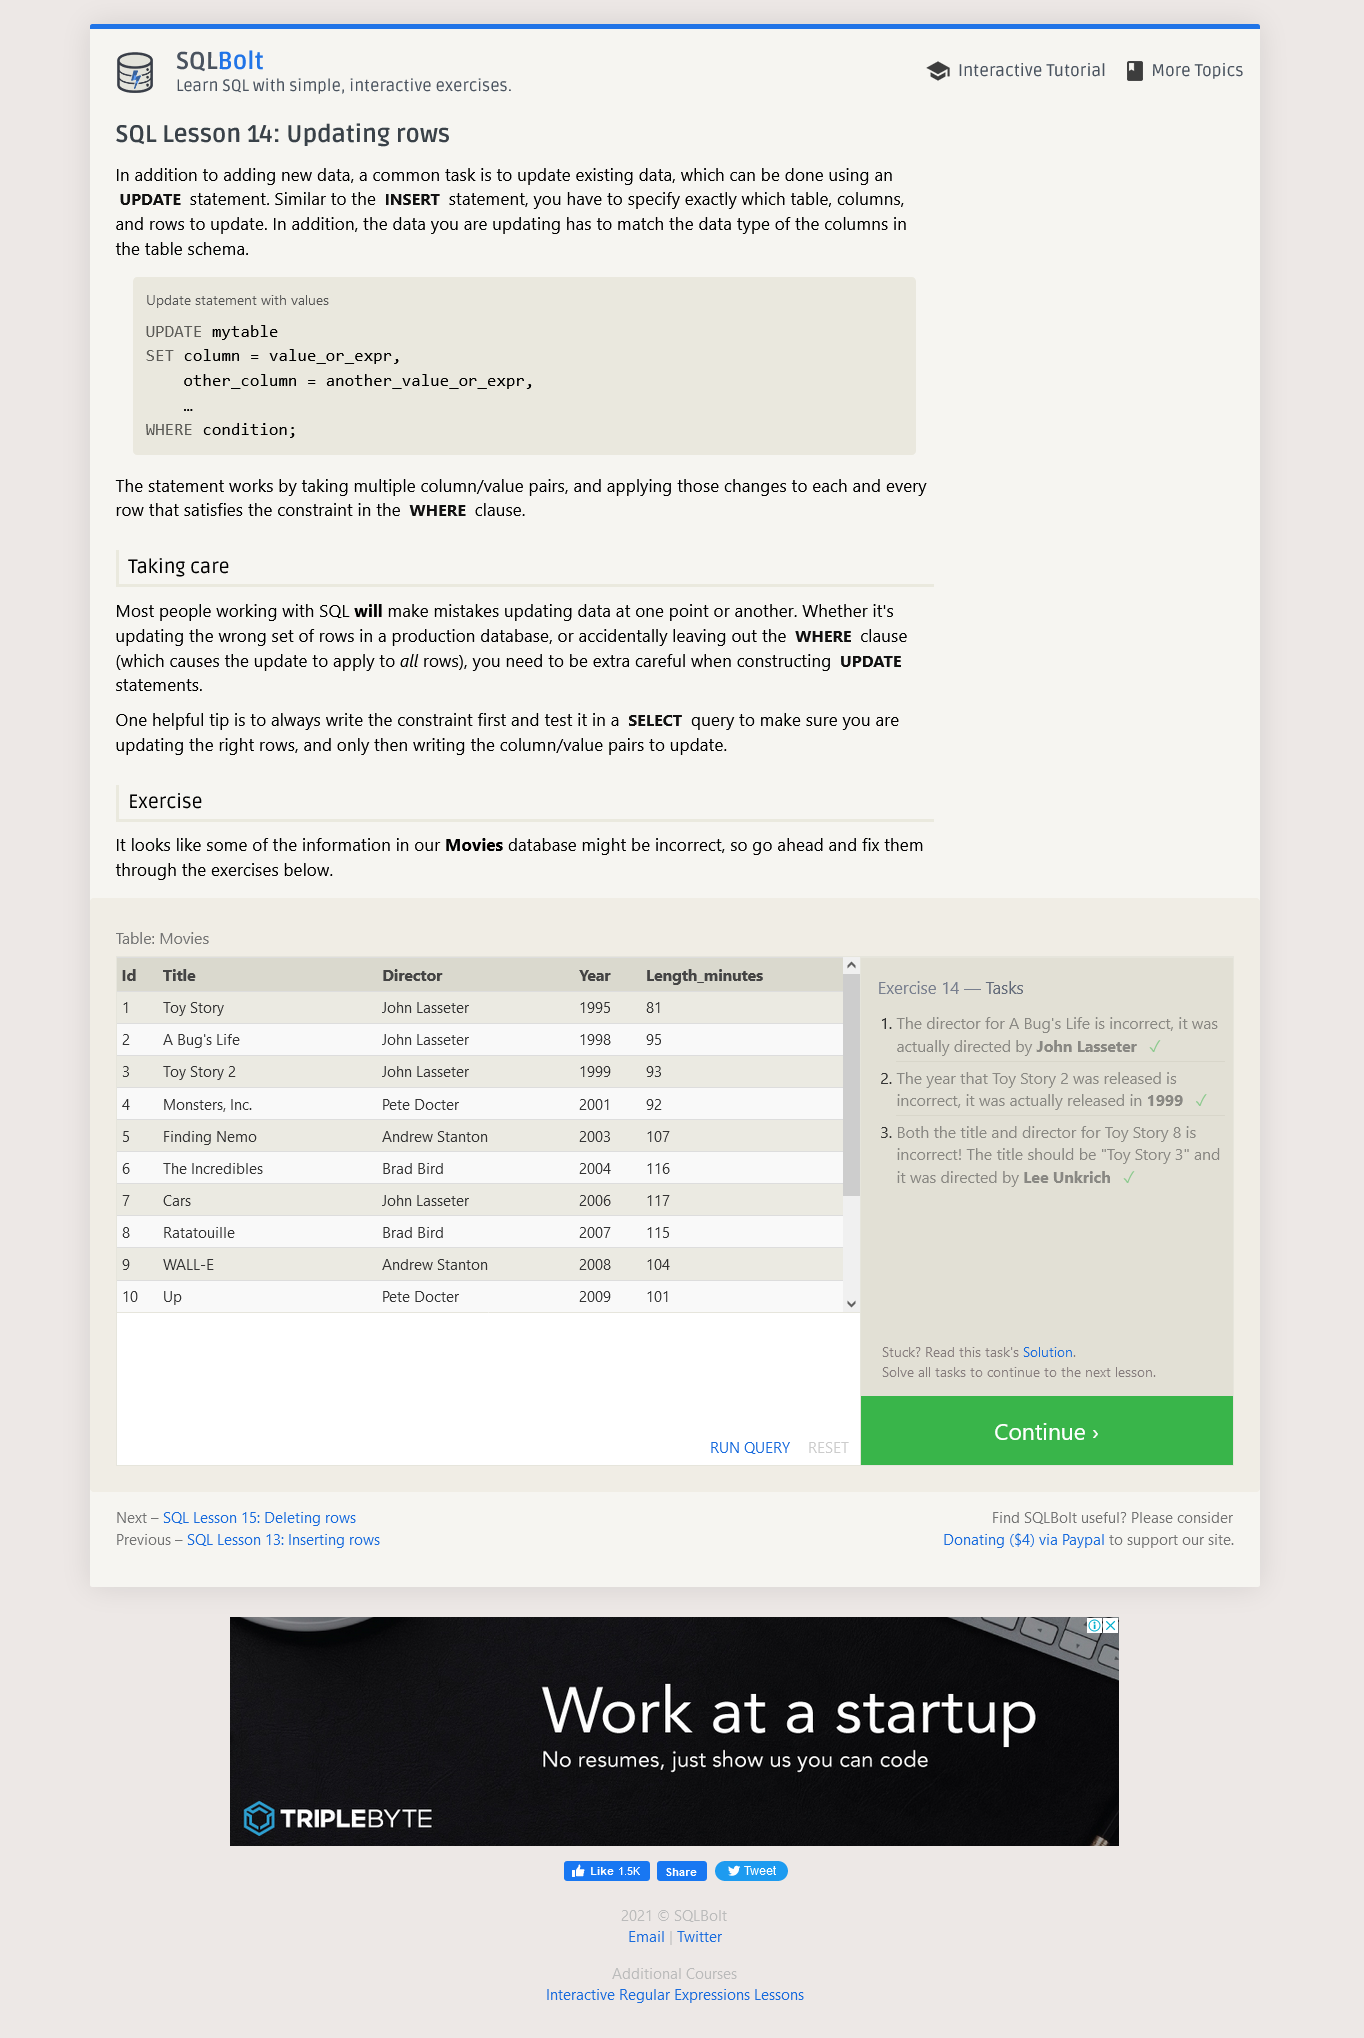 SQLBolt
Learn SQL with simple, interactive exercises.
Interactive Tutorial
More Topics
SQL Lesson 14: Updating rows
In addition to adding new data, a common task is to update existing data, which can be done using an
UPDATE statement. Similar to the INSERT statement, you have to specify exactly which table, columns,
and rows to update. In addition, the data you are updating has to match the data type of the columns in
the table schema.
Update statement with values
UPDATE mytable
SET column = value_or_expr,
other_column = another_value_or_expr,
…
WHERE condition;
The statement works by taking multiple column/value pairs, and applying those changes to each and every
row that satisfies the constraint in the WHERE clause.
Taking care
Most people working with SQL will make mistakes updating data at one point or another. Whether it's
updating the wrong set of rows in a production database, or accidentally leaving out the WHERE clause
(which causes the update to apply to all rows), you need to be extra careful when constructing UPDATE
statements.
One helpful tip is to always write the constraint first and test it in a SELECT query to make sure you are
updating the right rows, and only then writing the column/value pairs to update.
Exercise
It looks like some of the information in our Movies database might be incorrect, so go ahead and fix them
through the exercises below.
Table: Movies
Id Title Director Year Length_minutes
1 Toy Story John Lasseter 1995 81
2 A Bug's Life John Lasseter 1998 95
3 Toy Story 2 John Lasseter 1999 93
4 Monsters, Inc. Pete Docter 2001 92
5 Finding Nemo Andrew Stanton 2003 107
6 The Incredibles Brad Bird 2004 116
7 Cars John Lasseter 2006 117
8 Ratatouille Brad Bird 2007 115
9 WALL-E Andrew Stanton 2008 104
10 Up Pete Docter 2009 101
RUN QUERY RESET
Exercise 14 — Tasks
1. The director for A Bug's Life is incorrect, it was
actually directed by John Lasseter ✓
2. The year that Toy Story 2 was released is
incorrect, it was actually released in 1999 ✓
3. Both the title and director for Toy Story 8 is
incorrect! The title should be "Toy Story 3" and
it was directed by Lee Unkrich ✓
Stuck? Read this task's Solution.
Solve all tasks to continue to the next lesson.
Continue ›
Next – SQL Lesson 15: Deleting rows
Previous – SQL Lesson 13: Inserting rows
Find SQLBolt useful? Please consider
Donating ($4) via Paypal to support our site.
Work at a startup
No resumes, just show us you can code
TRIPLEBYTE
Like 1.5K
Share
Tweet
2021 © SQLBolt
Email | Twitter
Additional Courses
Interactive Regular Expressions Lessons